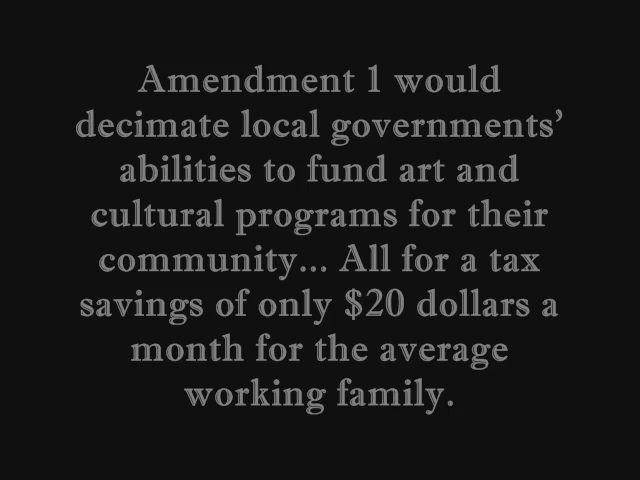 Amendment 1 would
decimate local governments’
abilities to fund art and
cultural programs for their
community... All for a tax
savings of only $20 dollars a
month for the average
working family.